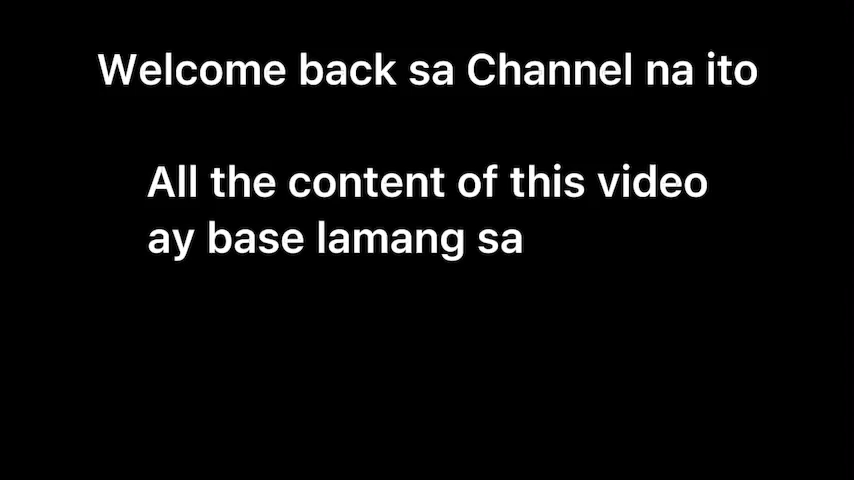 Welcome back sa Channel na ito
All the content of this video
ay base lamang sa